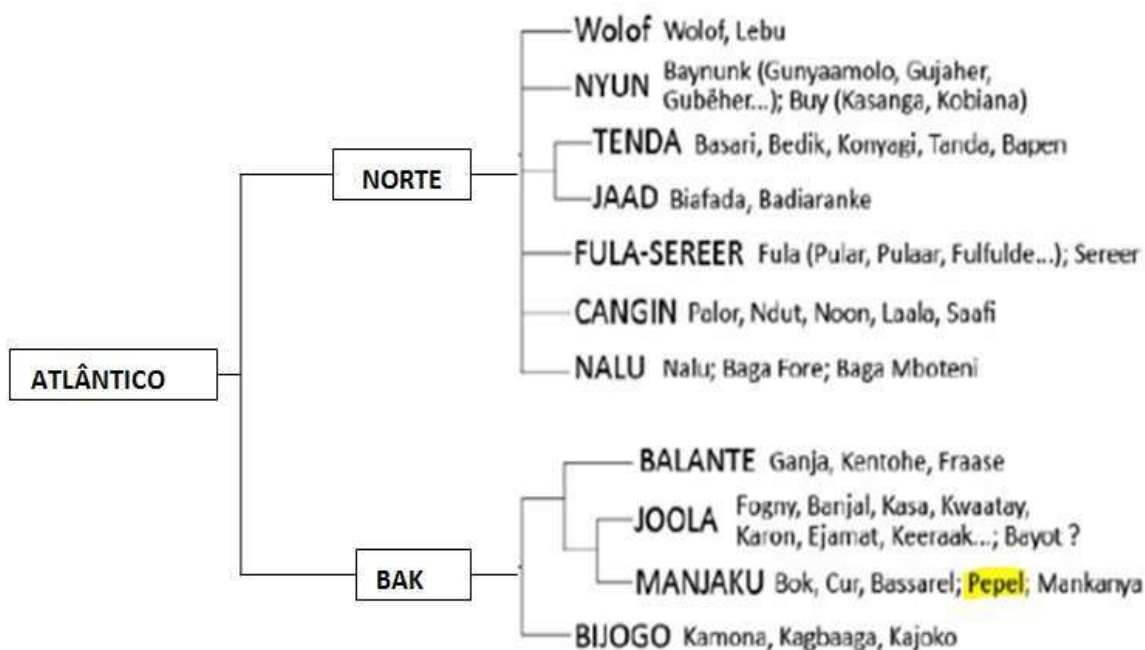 Wolof Wolof, Lebu
NYUN Baynunk (Gunyaamolo, Gujaher,
Gubëher...); Buy (Kasanga, Kobiana)
TENDA Basari, Bedik, Konyagi, Tanda, Bapen
NORTE
JAAD Biafada, Badiaranke
FULA-SEREER Fula (Pular, Pulaar, Fulfulde...); Sereer
CANGIN Palor, Ndut, Noon, Laala, Saafi
NALU Nalu; Baga Fore; Baga Mboteni
ATLÂNTICO
BALANTE Ganja, Kentohe, Fraase
JOOLA Fogny, Banjal, Kasa, Kwaatay,
Karon, Ejamat, Keeraak...; Bayot ?
BAK
MANJAKU Bok, Cur, Bassarel; Pepel; Mankanya
BIJOGO Kamona, Kagbaaga, Kajoko